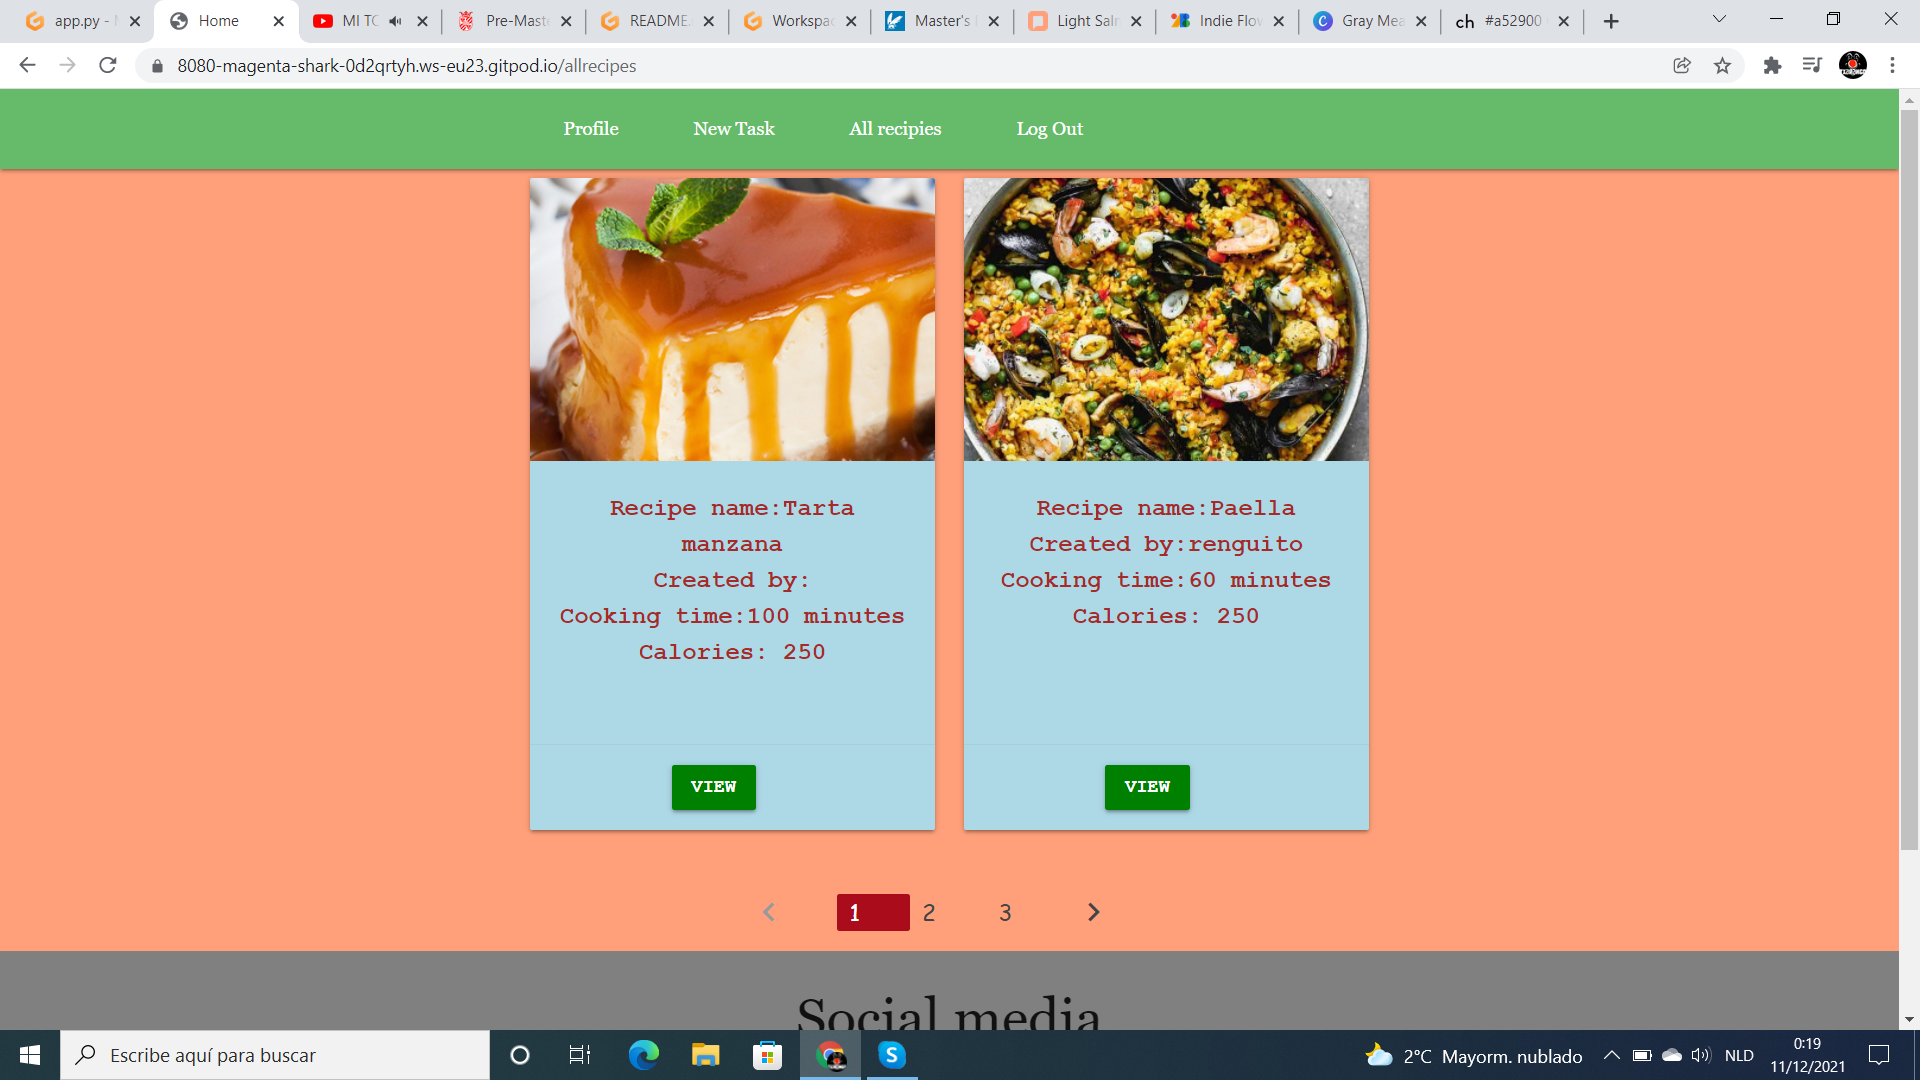 app.py - M
Home
MI TC
Pre-Maste
README.
Workspac
Master's
Light Saln
Indie Flow
Gray Mea
ch #a52900
8080-magenta-shark-0d2qrtyh.ws-eu23.gitpod.io/allrecipes
Profile New Task All recipies Log Out
Recipe name:Tarta
manzana
Created by:
Cooking time:100 minutes
Calories: 250
VIEW
Recipe name:Paella
Created by:renguito
Cooking time:60 minutes
Calories: 250
VIEW
1 2 3
Social media
Escribe aquí para buscar
2°C Mayorm. nublado
NLD
0:19
11/12/2021